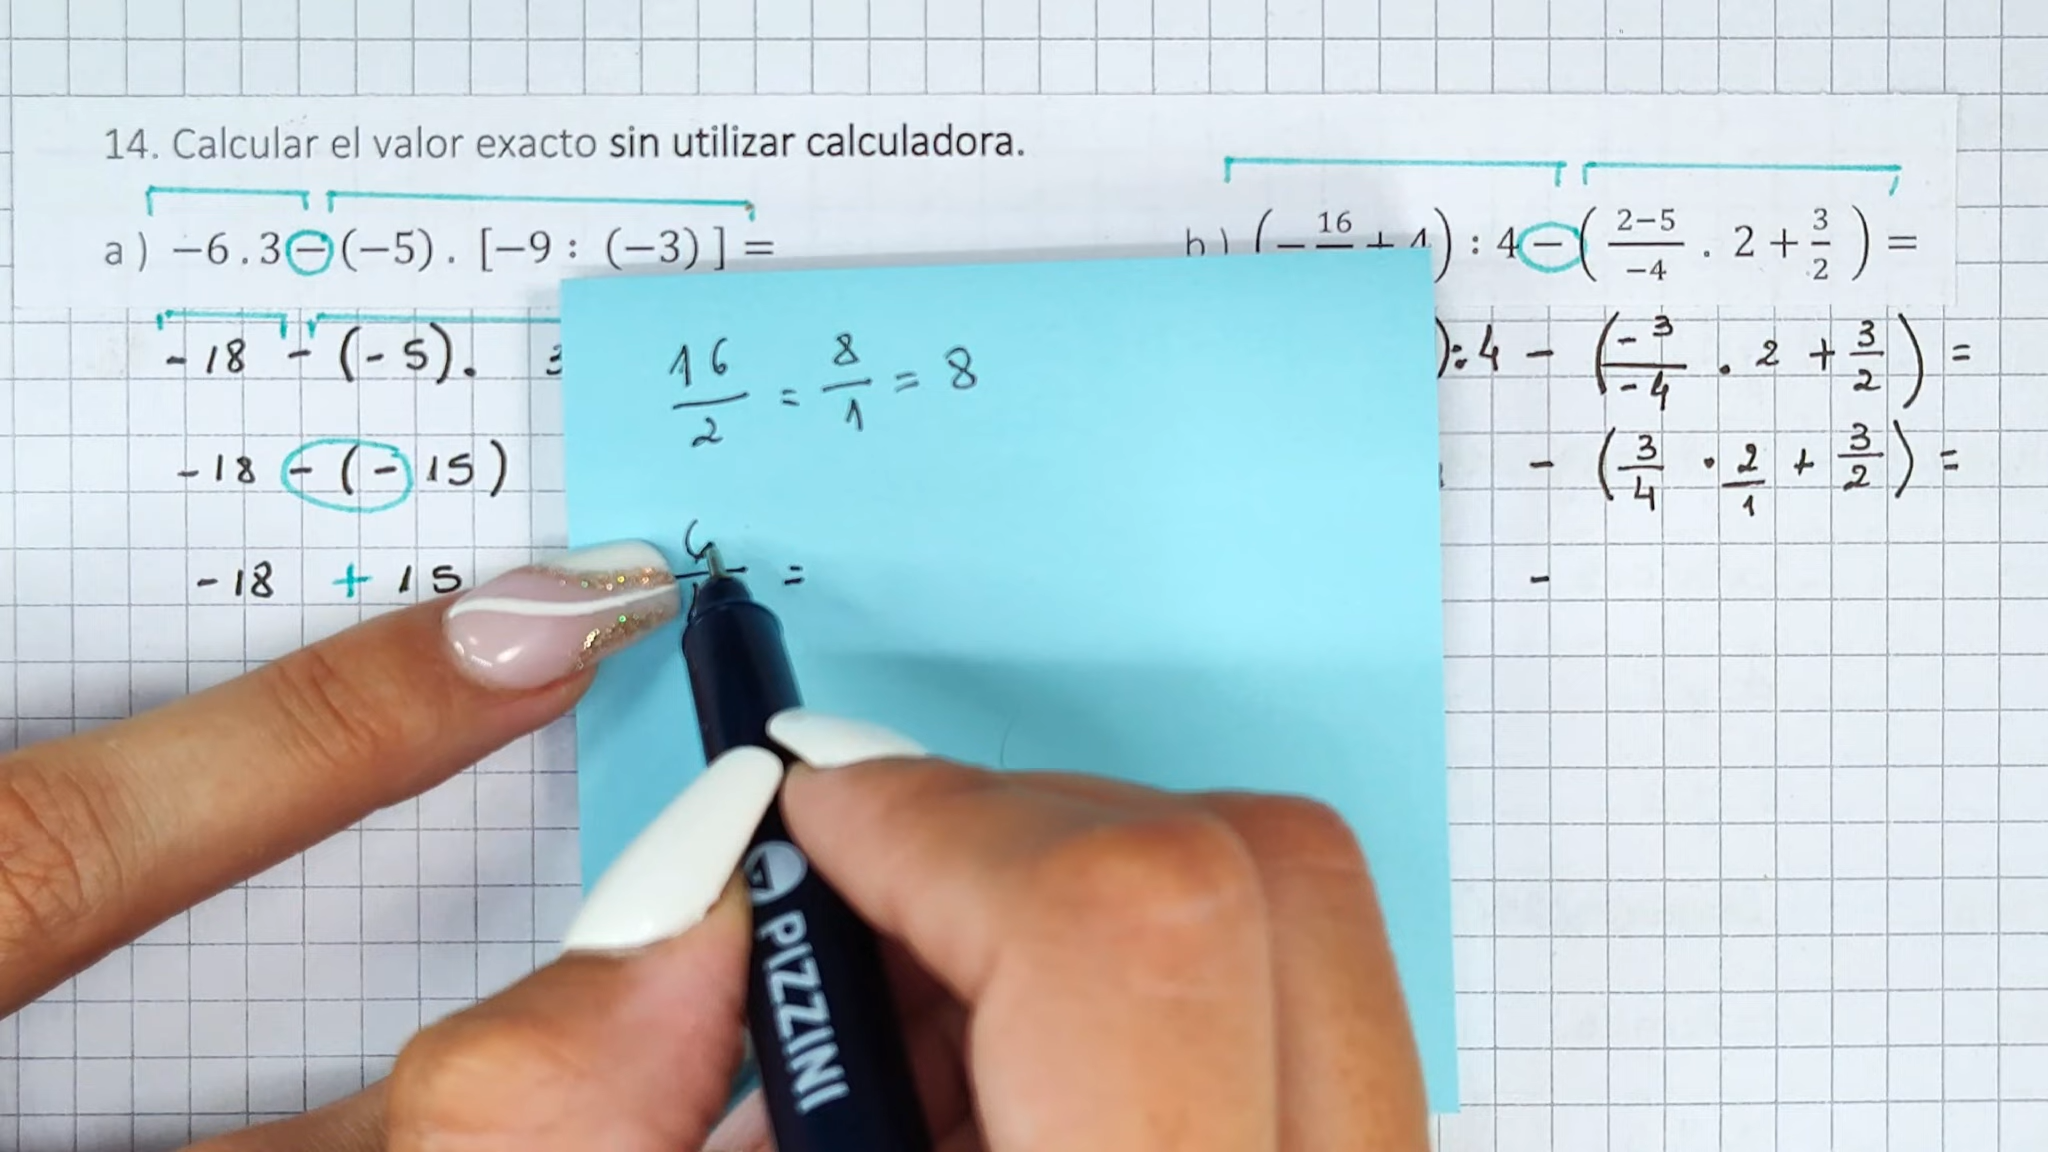 14. Calcular el valor exacto sin utilizar calculadora.
a) −6 . 3 − (−5) . [−9 : (−3) ] =
b) (− 16 + 4) : 4 − ( 2−5/−4 . 2 + 3/2 ) =
-18 - (-5). 3
-18 - (-15)
-18 + 15
16/2 = 8/1 = 8
=
):4 - (-3/-4 . 2 + 3/2) =
- (3/4 . 2/1 + 3/2) =
-
PIZZINI